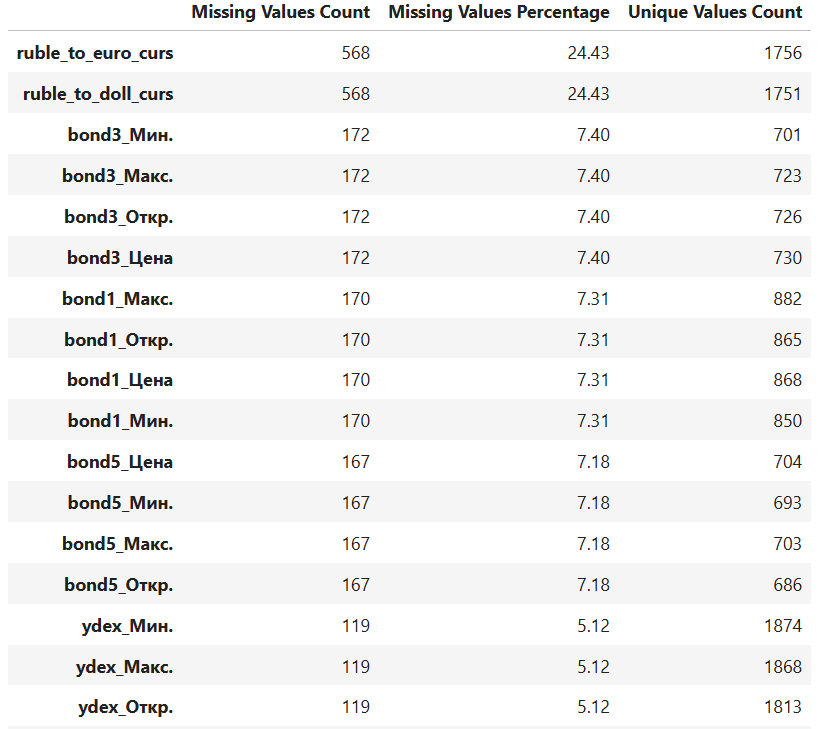 Missing Values Count Missing Values Percentage Unique Values Count
ruble_to_euro_curs 568 24.43 1756
ruble_to_doll_curs 568 24.43 1751
bond3_Мин. 172 7.40 701
bond3_Макс. 172 7.40 723
bond3_Откр. 172 7.40 726
bond3_Цена 172 7.40 730
bond1_Макс. 170 7.31 882
bond1_Откр. 170 7.31 865
bond1_Цена 170 7.31 868
bond1_Мин. 170 7.31 850
bond5_Цена 167 7.18 704
bond5_Мин. 167 7.18 693
bond5_Макс. 167 7.18 703
bond5_Откр. 167 7.18 686
ydex_Мин. 119 5.12 1874
ydex_Макс. 119 5.12 1868
ydex_Откр. 119 5.12 1813